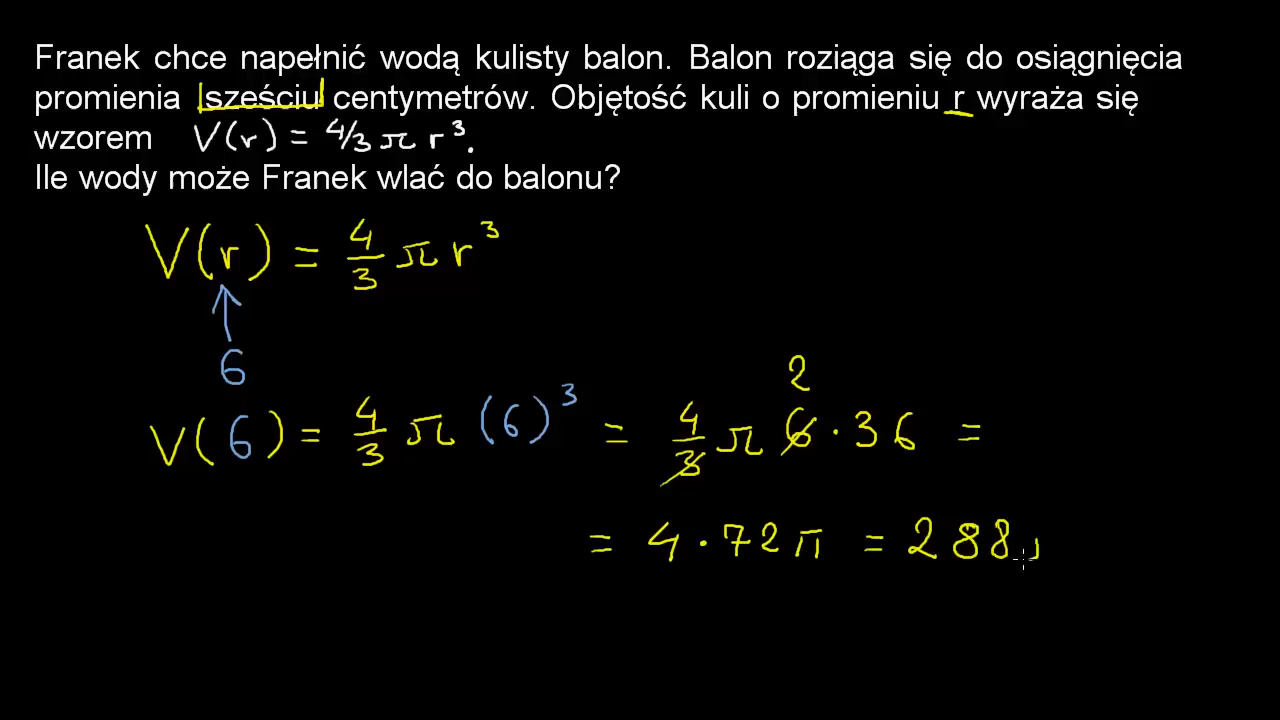 Franek chce napełnić wodą kulisty balon. Balon roziąga się do osiągnięcia
promienia sześciu centymetrów. Objętość kuli o promieniu r wyraża się
wzorem V(r) = 4/3 π r³.
Ile wody może Franek wlać do balonu?
V(r) = 4/3 π r³
6
2
V(6) = 4/3 π (6)³ = 4/3 π 6 · 36 =
= 4 · 72 π = 288